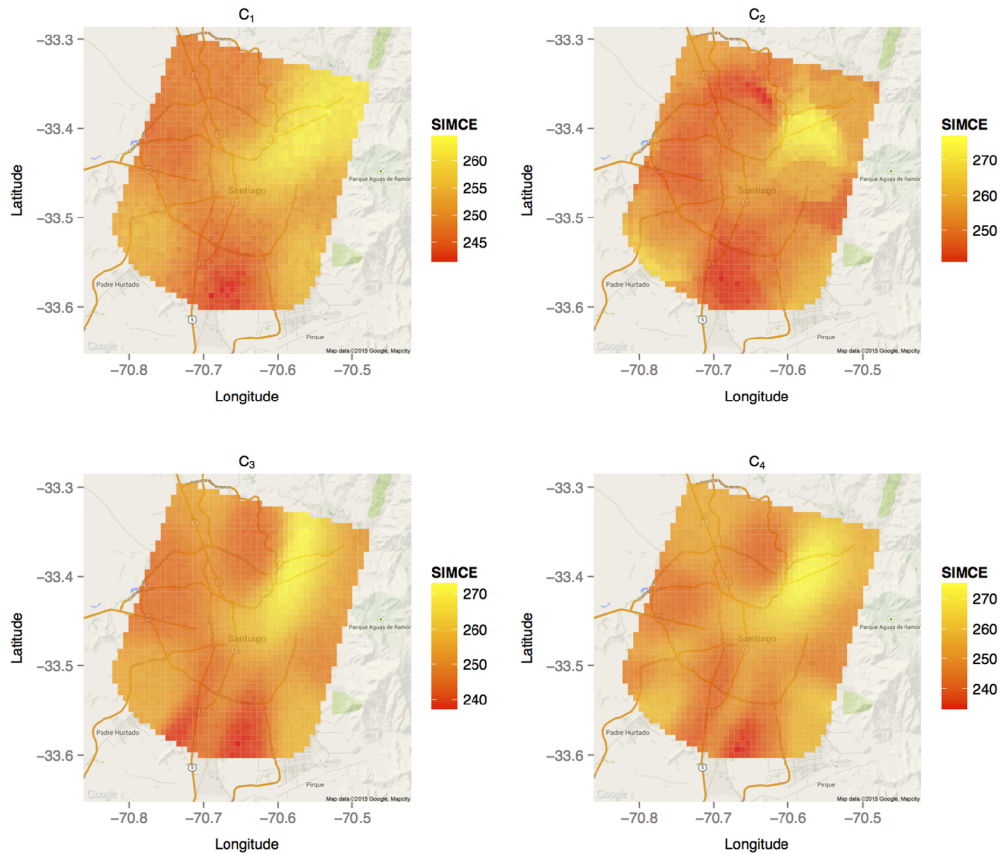 C₁
−33.3
−33.4
−33.5
−33.6
Latitude
−70.8
−70.7
−70.6
−70.5
Longitude
Santiago
Parque Aguas de Ramón
Padre Hurtado
Pirque
5
Google
Map data ©2015 Google, Mapcity
SIMCE
260
255
250
245
C₂
−33.3
−33.4
−33.5
−33.6
Latitude
−70.8
−70.7
−70.6
−70.5
Longitude
Santiago
Parque Aguas de Ramón
Padre Hurtado
Pirque
5
Google
Map data ©2015 Google, Mapcity
SIMCE
270
260
250
C₃
−33.3
−33.4
−33.5
−33.6
Latitude
−70.8
−70.7
−70.6
−70.5
Longitude
Santiago
Parque Aguas de Ramón
Padre Hurtado
Pirque
5
Google
Map data ©2015 Google, Mapcity
SIMCE
270
260
250
240
C₄
−33.3
−33.4
−33.5
−33.6
Latitude
−70.8
−70.7
−70.6
−70.5
Longitude
Santiago
Parque Aguas de Ramón
Padre Hurtado
Pirque
5
Google
Map data ©2015 Google, Mapcity
SIMCE
270
260
250
240